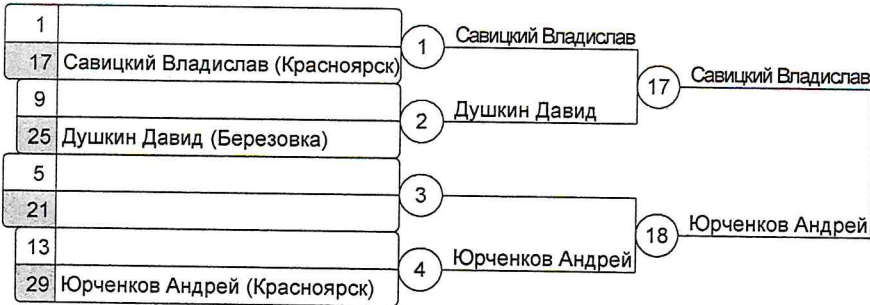 1
17 Савицкий Владислав (Красноярск)
1 Савицкий Владислав
9
25 Душкин Давид (Березовка)
2 Душкин Давид
17 Савицкий Владислав
5
21
3
13
29 Юрченков Андрей (Красноярск)
4 Юрченков Андрей
18 Юрченков Андрей